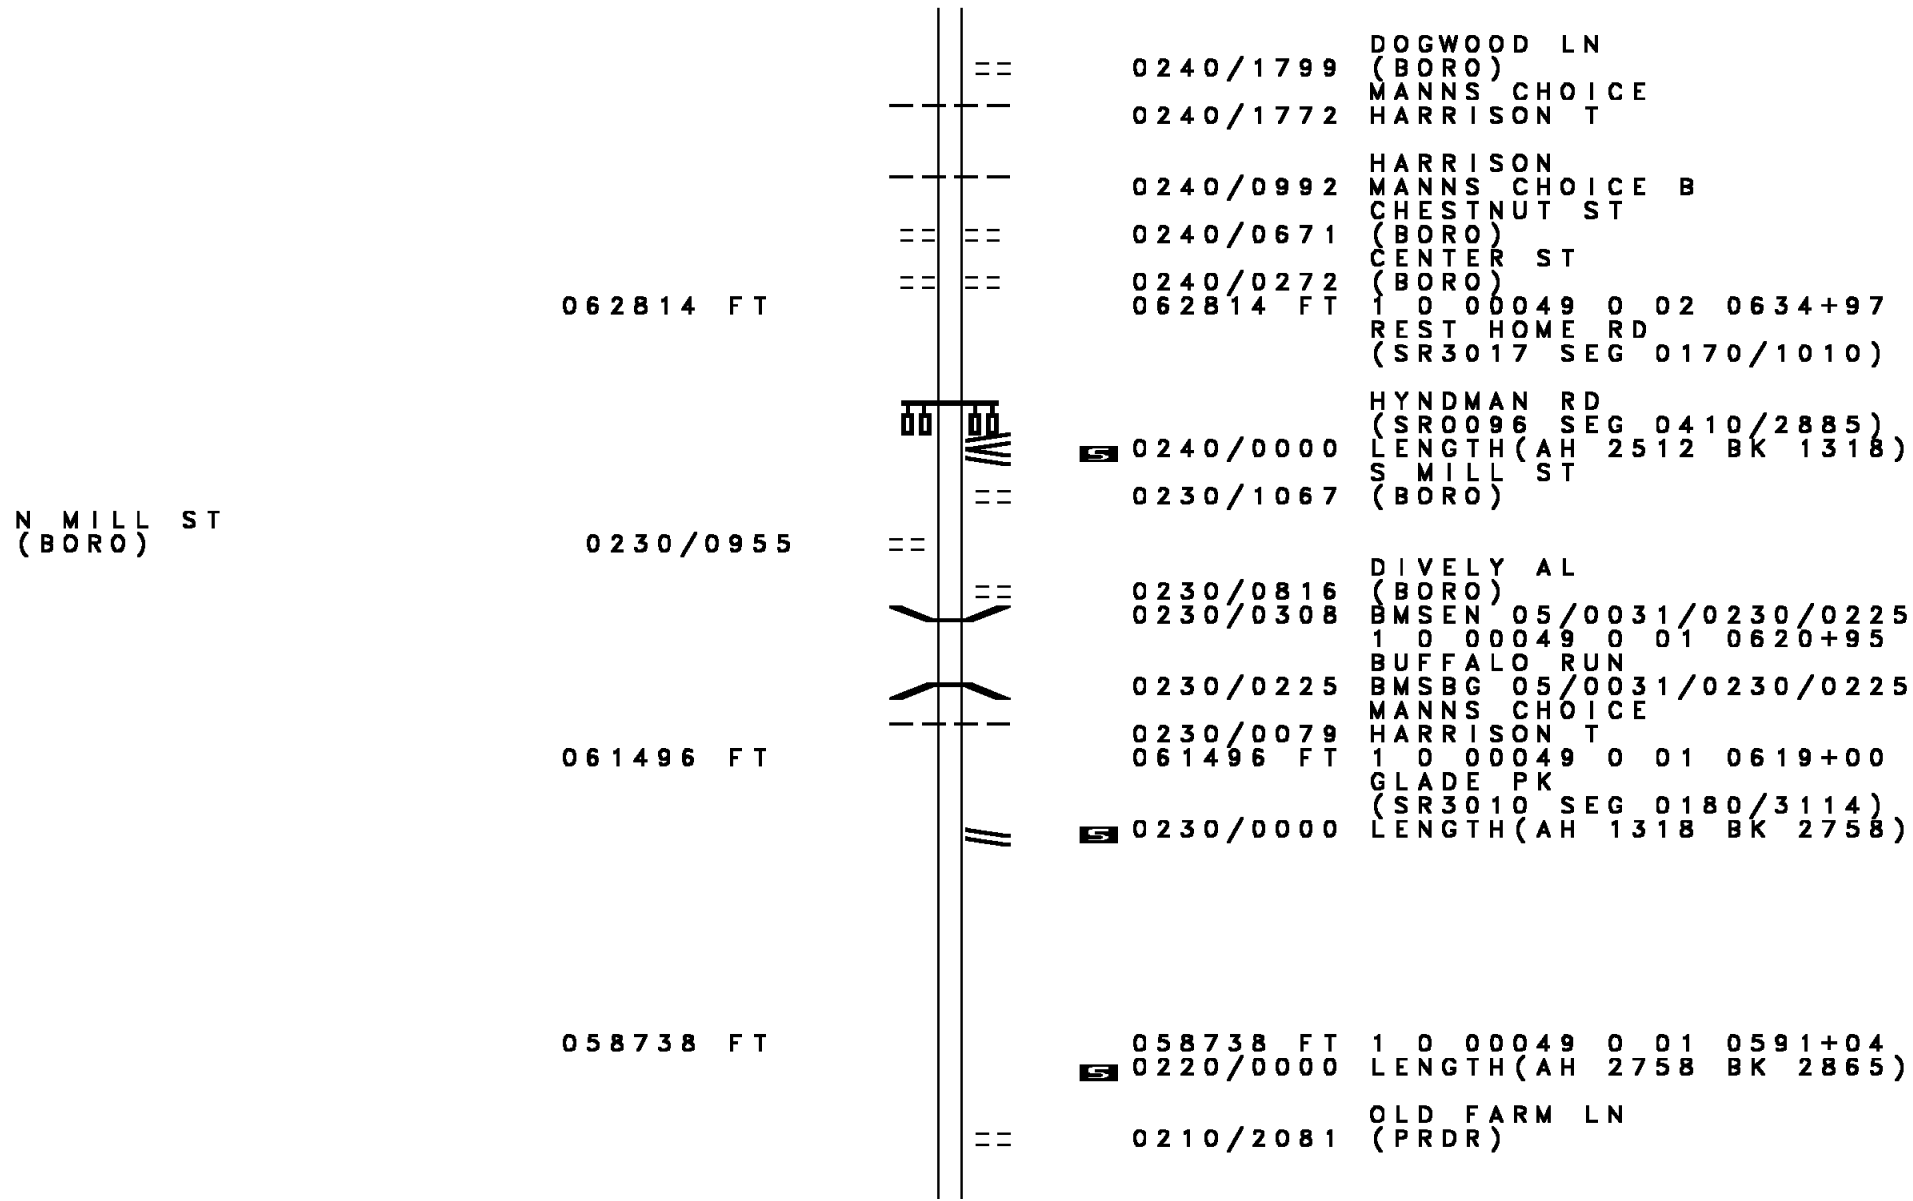 DOGWOOD LN
0240/1799 (BORO)
MANNS CHOICE
0240/1772 HARRISON T
HARRISON
0240/0992 MANNS CHOICE B
CHESTNUT ST
0240/0671 (BORO)
CENTER ST
0240/0272 (BORO)
062814 FT 062814 FT 1 0 00049 0 02 0634+97
REST HOME RD
(SR3017 SEG 0170/1010)
HYNDMAN RD
(SR0096 SEG 0410/2885)
S 0240/0000 LENGTH(AH 2512 BK 1318)
S MILL ST
0230/1067 (BORO)
N MILL ST
(BORO) 0230/0955
DIVELY AL
0230/0816 (BORO)
0230/0308 BMSEN 05/0031/0230/0225
1 0 00049 0 01 0620+95
BUFFALO RUN
0230/0225 BMSBG 05/0031/0230/0225
MANNS CHOICE
0230/0079 HARRISON T
061496 FT 061496 FT 1 0 00049 0 01 0619+00
GLADE PK
(SR3010 SEG 0180/3114)
S 0230/0000 LENGTH(AH 1318 BK 2758)
058738 FT 058738 FT 1 0 00049 0 01 0591+04
S 0220/0000 LENGTH(AH 2758 BK 2865)
OLD FARM LN
0210/2081 (PRDR)